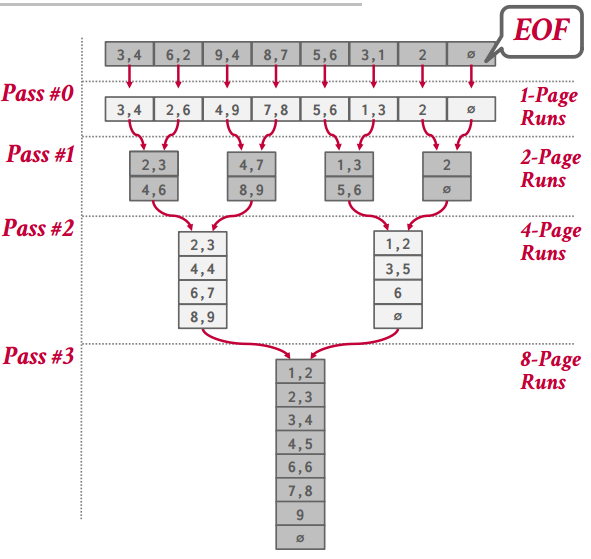 EOF
3,4 6,2 9,4 8,7 5,6 3,1 2 ø
Pass #0
1-Page
Runs
3,4 2,6 4,9 7,8 5,6 1,3 2 ø
Pass #1
2-Page
Runs
2,3 4,7 1,3 2
4,6 8,9 5,6 ø
Pass #2
4-Page
Runs
2,3 1,2
4,4 3,5
6,7 6
8,9 ø
Pass #3
8-Page
Runs
1,2
2,3
3,4
4,5
6,6
7,8
9
ø